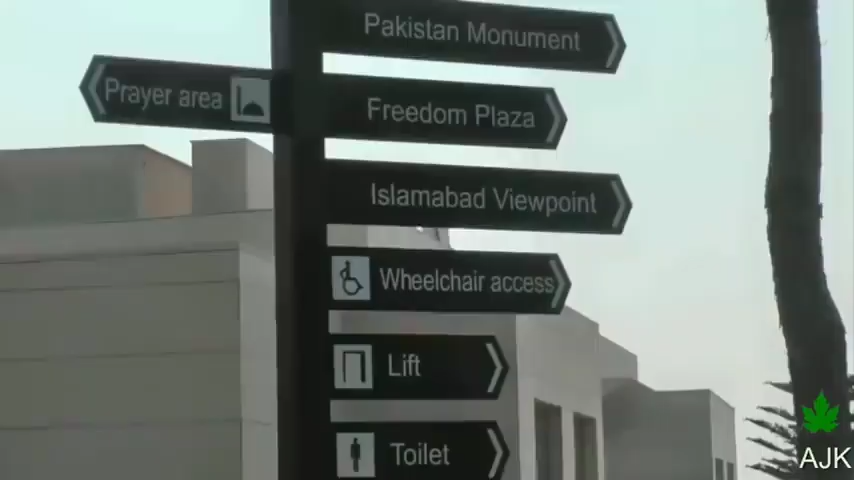 Pakistan Monument
Prayer area
Freedom Plaza
Islamabad Viewpoint
Wheelchair access
Lift
Toilet
AJK